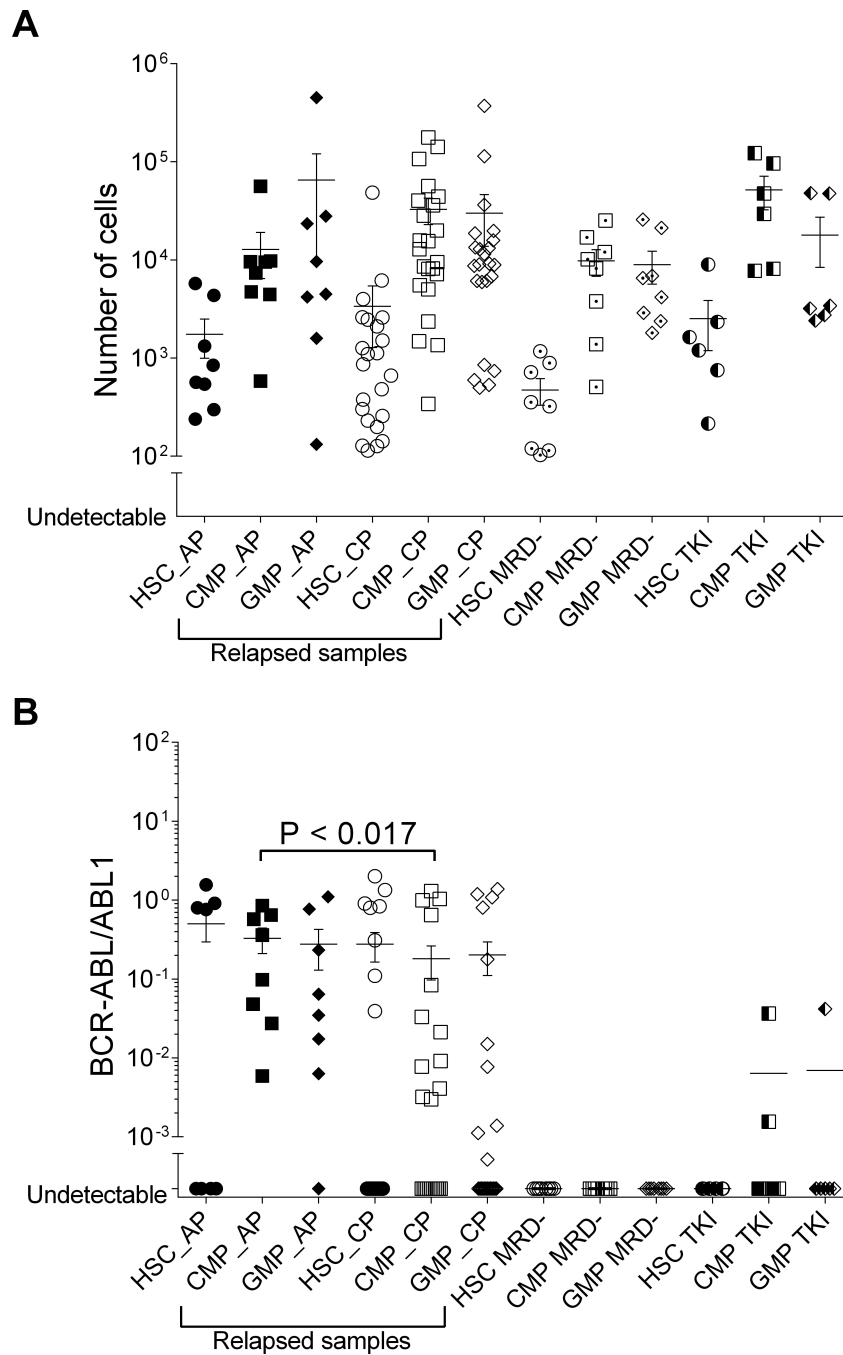 A
10^6
10^5
10^4
10^3
10^2
Undetectable
Number of cells
HSC_AP
CMP_AP
GMP_AP
HSC_CP
CMP_CP
GMP_CP
HSC MRD-
CMP MRD-
GMP MRD-
HSC TKI
CMP TKI
GMP TKI
Relapsed samples
B
10^2
10^1
10^0
10^-1
10^-2
10^-3
Undetectable
BCR-ABL/ABL1
P < 0.017
HSC_AP
CMP_AP
GMP_AP
HSC_CP
CMP_CP
GMP_CP
HSC MRD-
CMP MRD-
GMP MRD-
HSC TKI
CMP TKI
GMP TKI
Relapsed samples